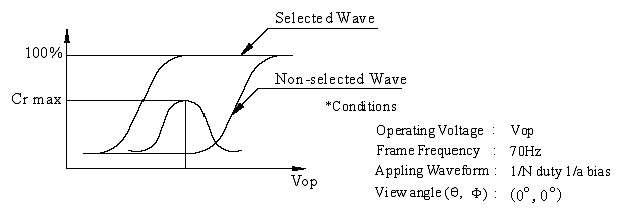 Selected Wave
100%
Non-selected Wave
Cr max
*Conditions
Operating Voltage : Vop
Frame Frequency : 70Hz
Appling Waveform : 1/N duty 1/a bias
View angle (θ, Φ) : (0°, 0°)
Vop